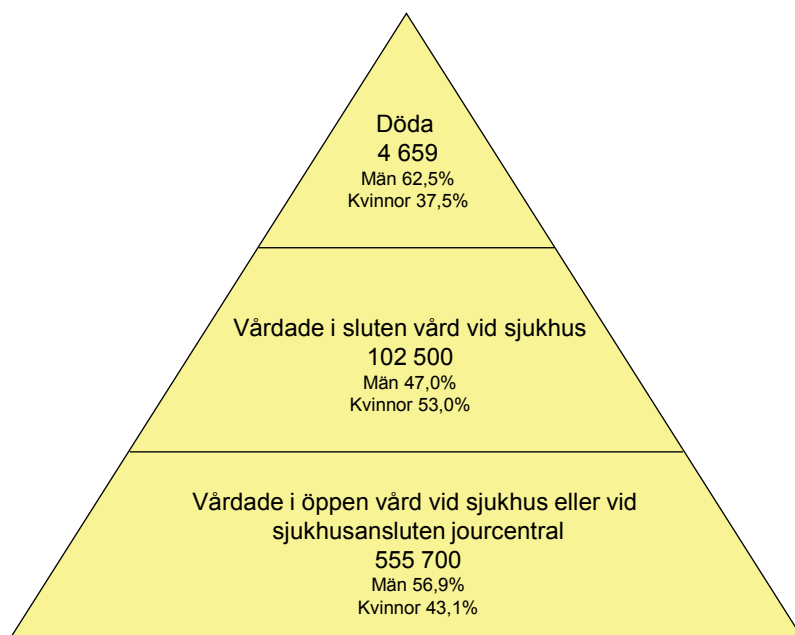 Döda
4 659
Män 62,5%
Kvinnor 37,5%
Vårdade i sluten vård vid sjukhus
102 500
Män 47,0%
Kvinnor 53,0%
Vårdade i öppen vård vid sjukhus eller vid
sjukhusansluten jourcentral
555 700
Män 56,9%
Kvinnor 43,1%